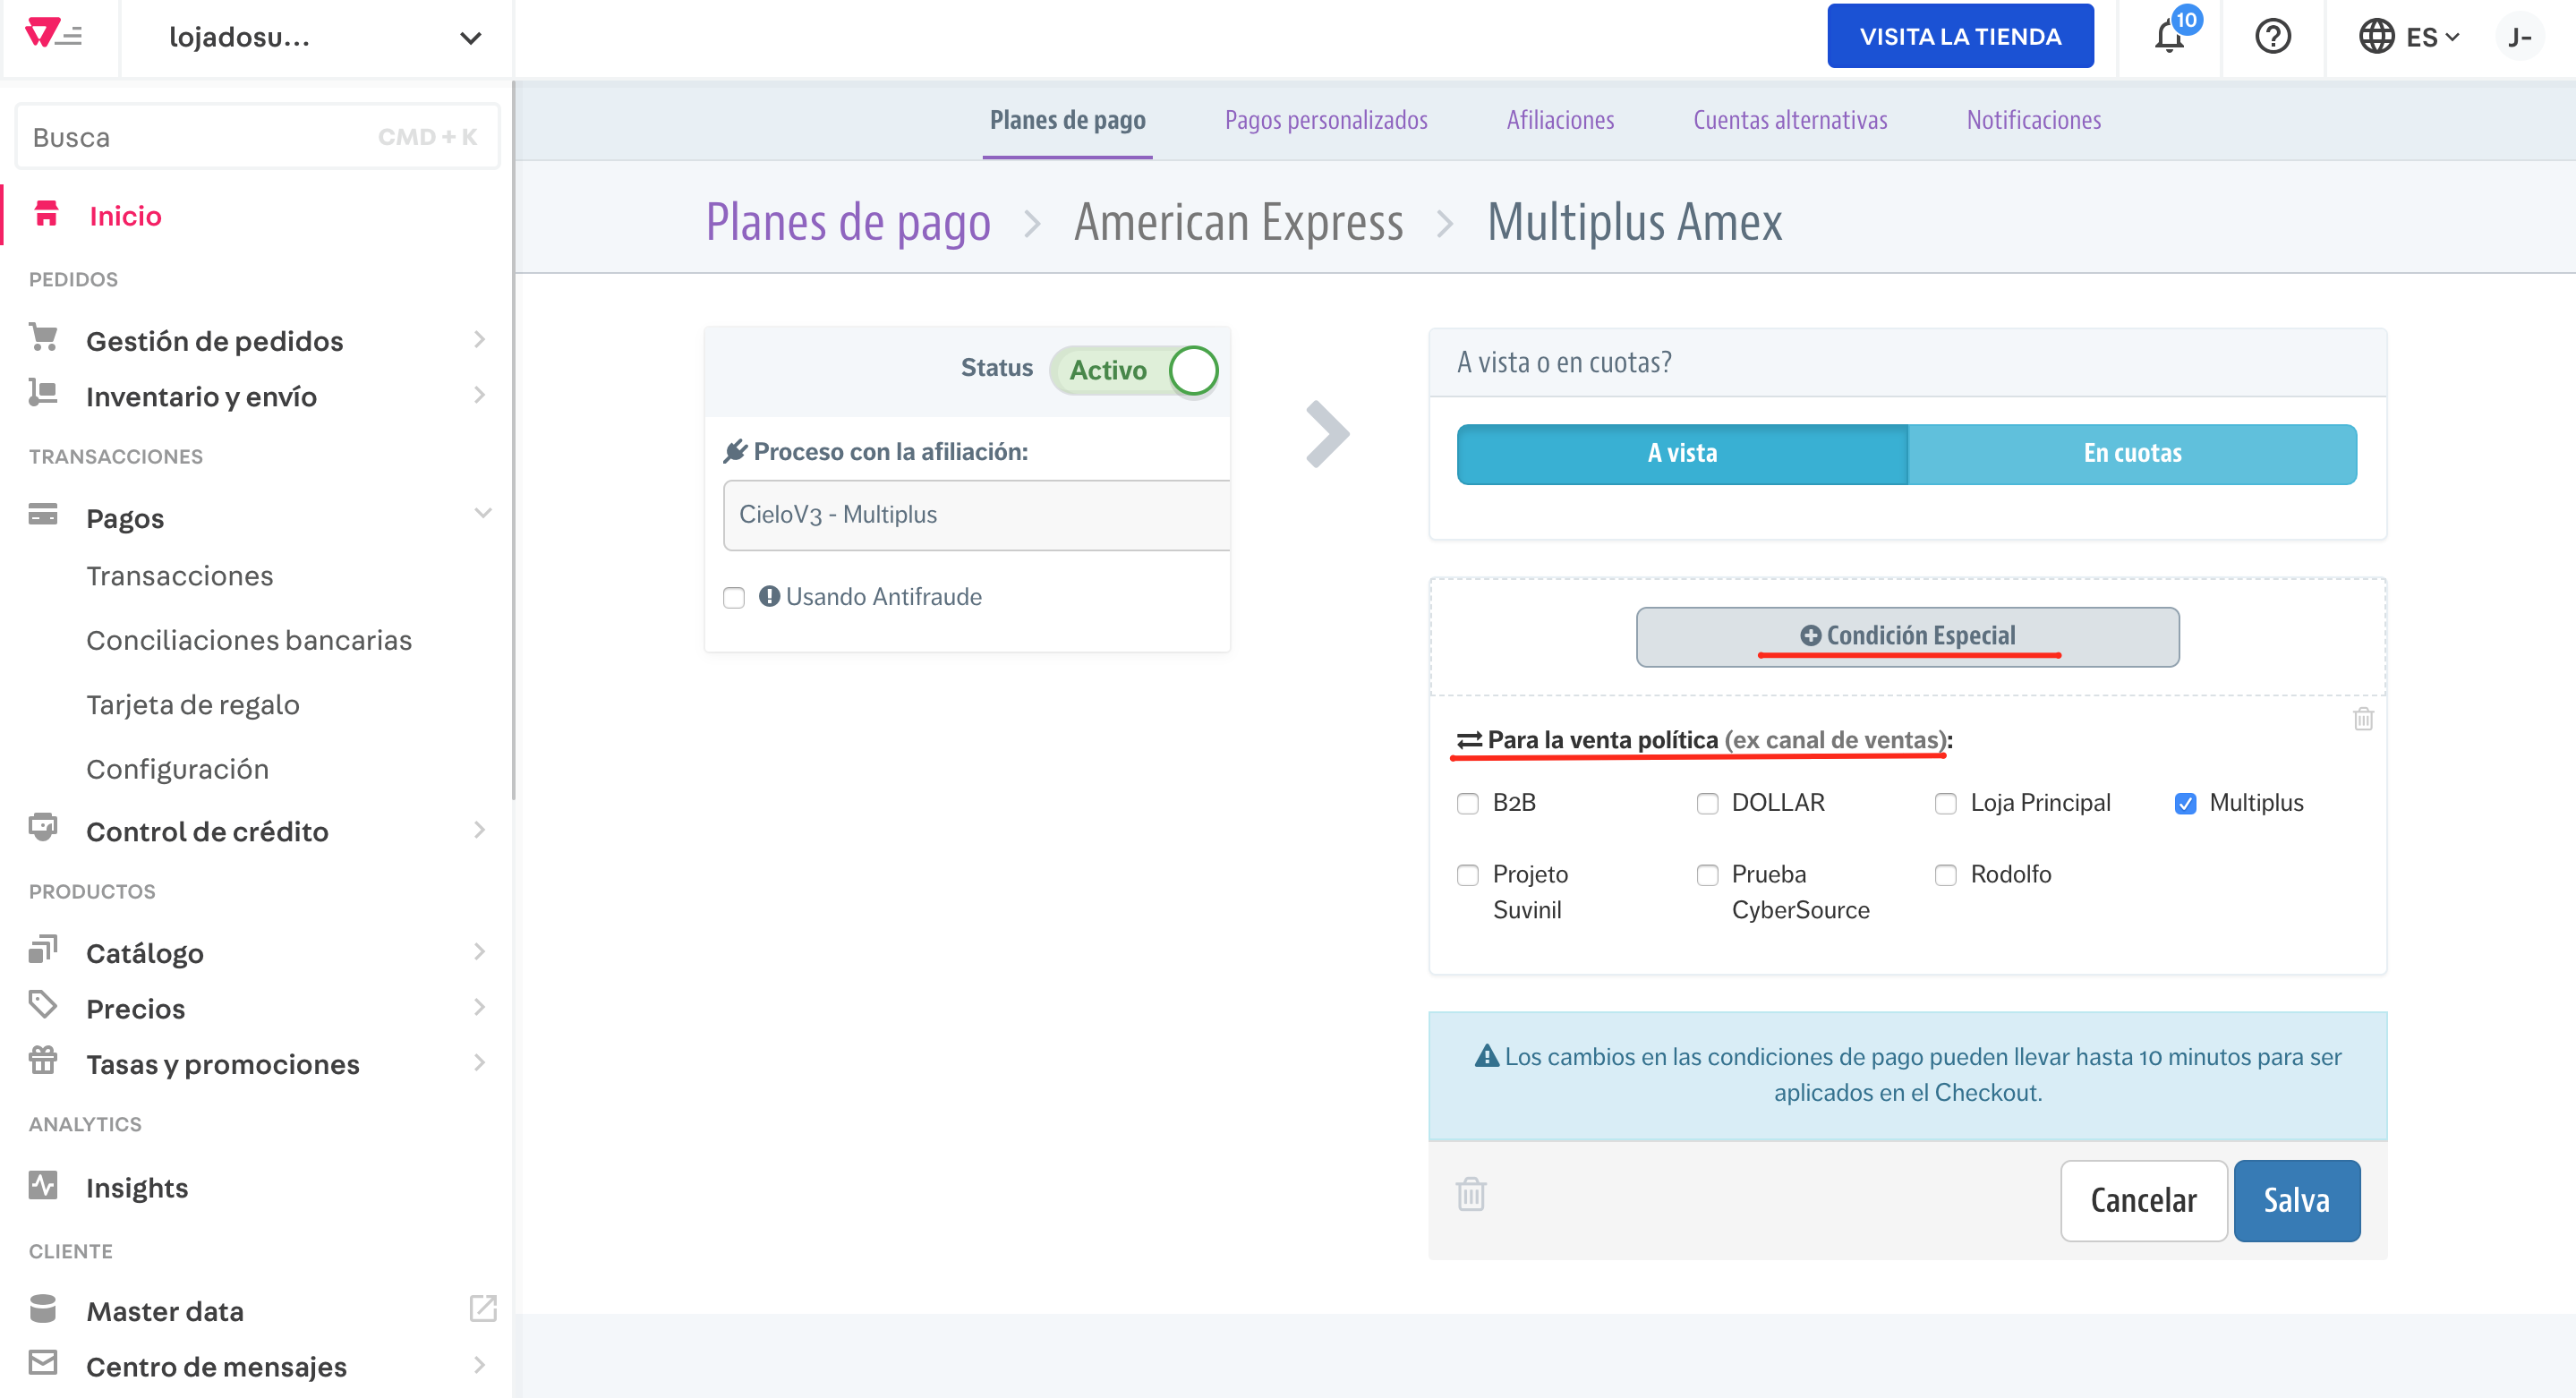 lojadosu...
VISITA LA TIENDA
10
ES
J-
Busca
CMD + K
Inicio
PEDIDOS
Gestión de pedidos
Inventario y envío
TRANSACCIONES
Pagos
Transacciones
Conciliaciones bancarias
Tarjeta de regalo
Configuración
Control de crédito
PRODUCTOS
Catálogo
Precios
Tasas y promociones
ANALYTICS
Insights
CLIENTE
Master data
Centro de mensajes
Planes de pago
Pagos personalizados
Afiliaciones
Cuentas alternativas
Notificaciones
Planes de pago > American Express > Multiplus Amex
Status
Activo
Proceso con la afiliación:
CieloV3 - Multiplus
Usando Antifraude
A vista o en cuotas?
A vista
En cuotas
Condición Especial
Para la venta política (ex canal de ventas):
B2B
DOLLAR
Loja Principal
Multiplus
Projeto
Suvinil
Prueba
CyberSource
Rodolfo
Los cambios en las condiciones de pago pueden llevar hasta 10 minutos para ser
aplicados en el Checkout.
Cancelar
Salva